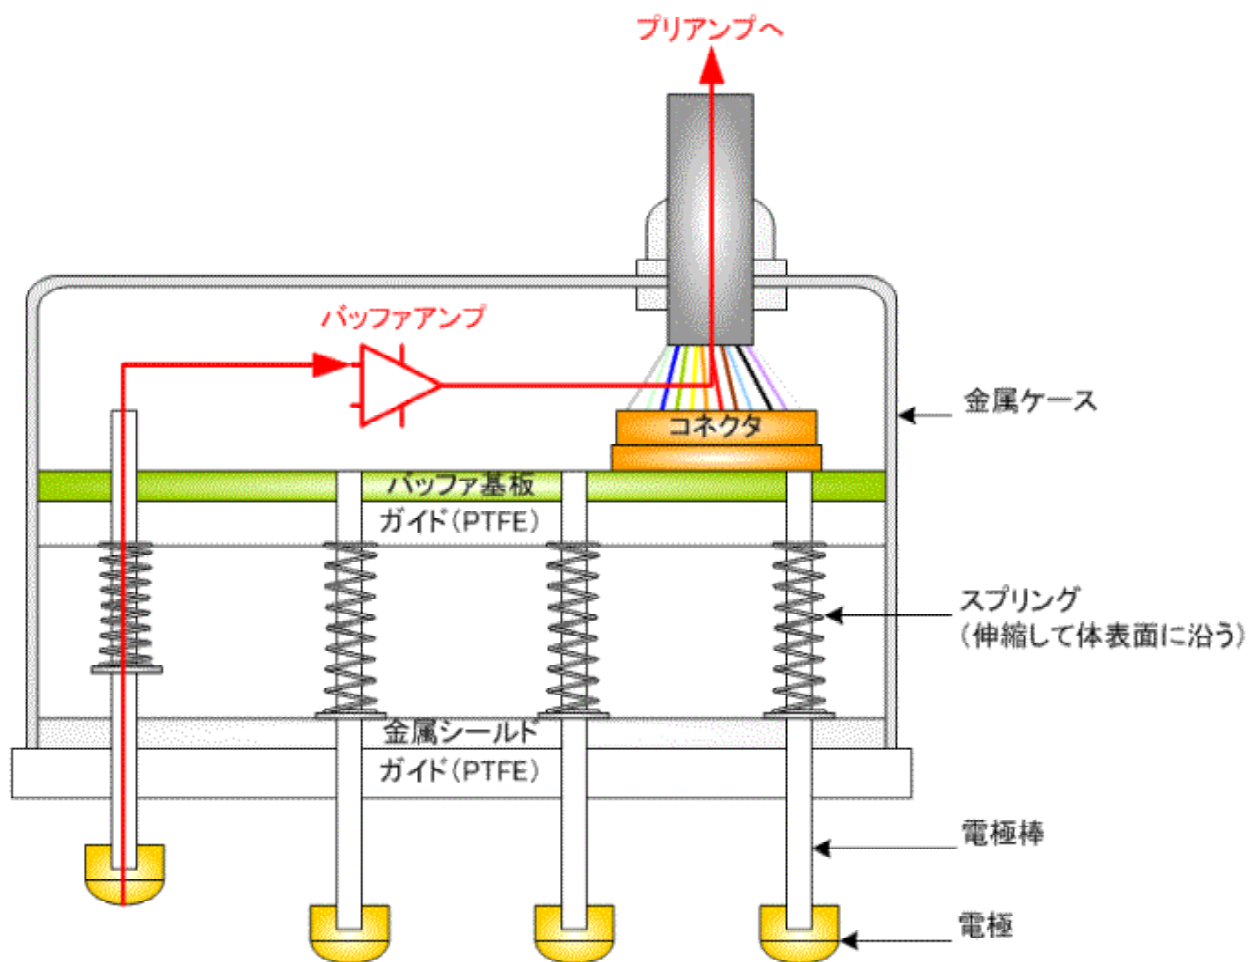 プリアンプへ
バッファアンプ
金属ケース
コネクタ
バッファ基板
ガイド(PTFE)
スプリング
(伸縮して体表面に沿う)
金属シールド
ガイド(PTFE)
電極棒
電極